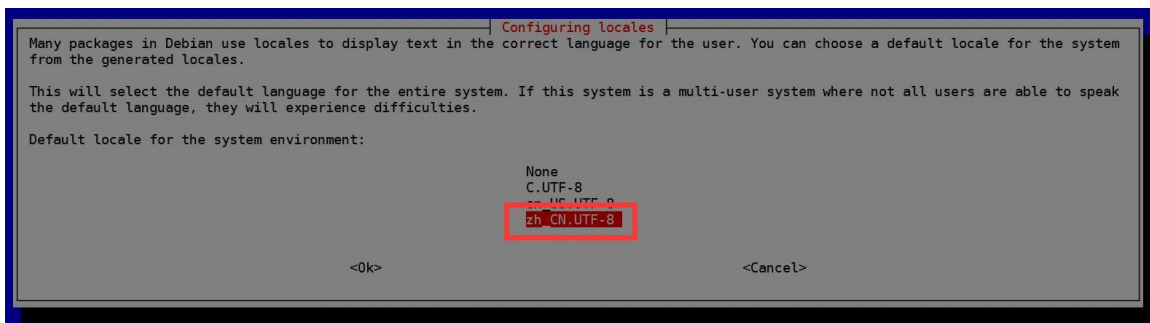 Configuring locales
Many packages in Debian use locales to display text in the correct language for the user. You can choose a default locale for the system
from the generated locales.
This will select the default language for the entire system. If this system is a multi-user system where not all users are able to speak
the default language, they will experience difficulties.
Default locale for the system environment:
None
C.UTF-8
en_US.UTF-8
zh_CN.UTF-8
<Ok> <Cancel>